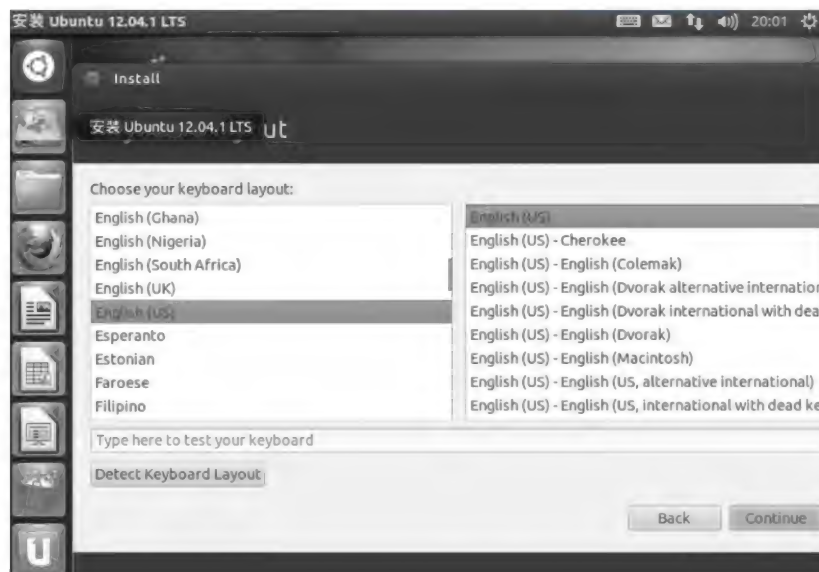 安装 Ubuntu 12.04.1 LTS
20:01
Install
安装 Ubuntu 12.04.1 LTS
ut
Choose your keyboard layout:
English (Ghana)
English (Nigeria)
English (South Africa)
English (UK)
English (US)
Esperanto
Estonian
Faroese
Filipino
English (US)
English (US) - Cherokee
English (US) - English (Colemak)
English (US) - English (Dvorak alternative internation
English (US) - English (Dvorak international with dea
English (US) - English (Dvorak)
English (US) - English (Macintosh)
English (US) - English (US, alternative international)
English (US) - English (US, international with dead ke
Type here to test your keyboard
Detect Keyboard Layout
Back
Continue